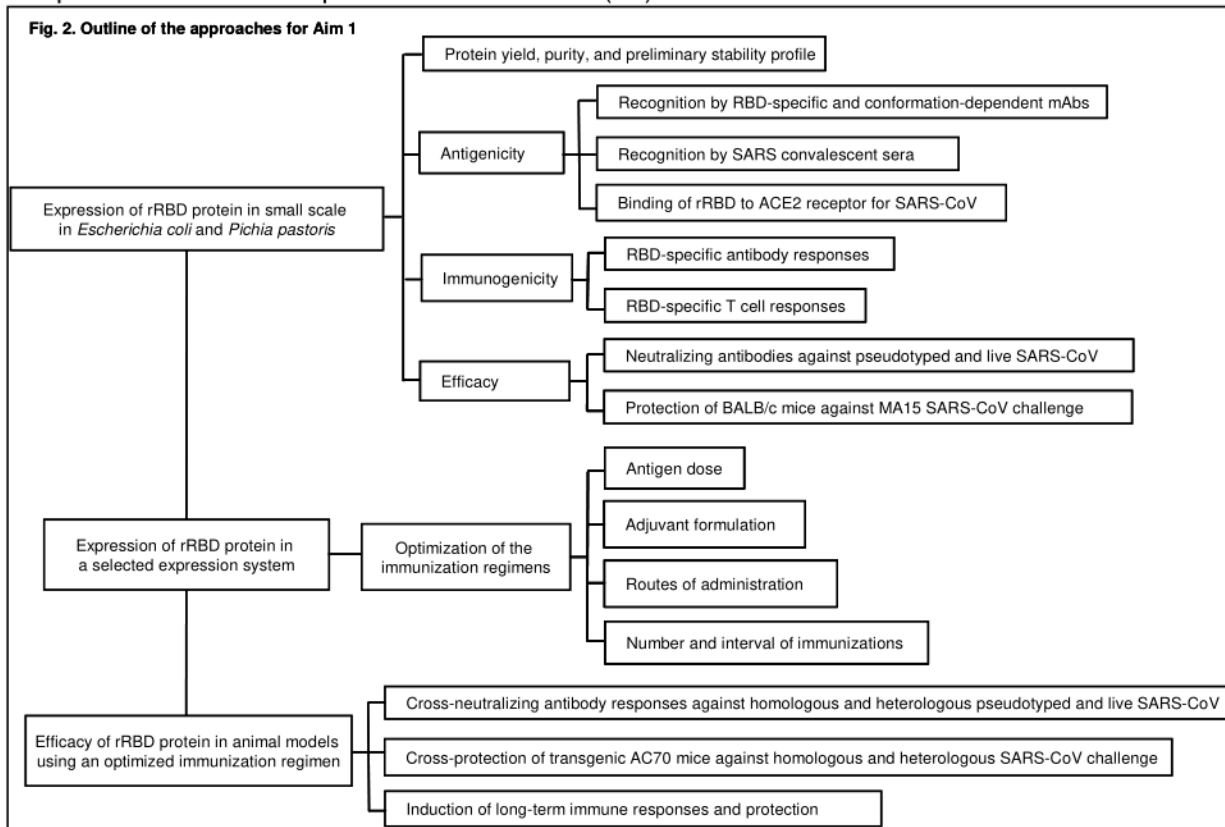 Fig. 2. Outline of the approaches for Aim 1
Protein yield, purity, and preliminary stability profile
Recognition by RBD-specific and conformation-dependent mAbs
Antigenicity
Recognition by SARS convalescent sera
Binding of rRBD to ACE2 receptor for SARS-CoV
Expression of rRBD protein in small scale
in Escherichia coli and Pichia pastoris
RBD-specific antibody responses
Immunogenicity
RBD-specific T cell responses
Neutralizing antibodies against pseudotyped and live SARS-CoV
Efficacy
Protection of BALB/c mice against MA15 SARS-CoV challenge
Antigen dose
Adjuvant formulation
Expression of rRBD protein in
a selected expression system
Optimization of the
immunization regimens
Routes of administration
Number and interval of immunizations
Cross-neutralizing antibody responses against homologous and heterologous pseudotyped and live SARS-CoV
Efficacy of rRBD protein in animal models
using an optimized immunization regimen
Cross-protection of transgenic AC70 mice against homologous and heterologous SARS-CoV challenge
Induction of long-term immune responses and protection